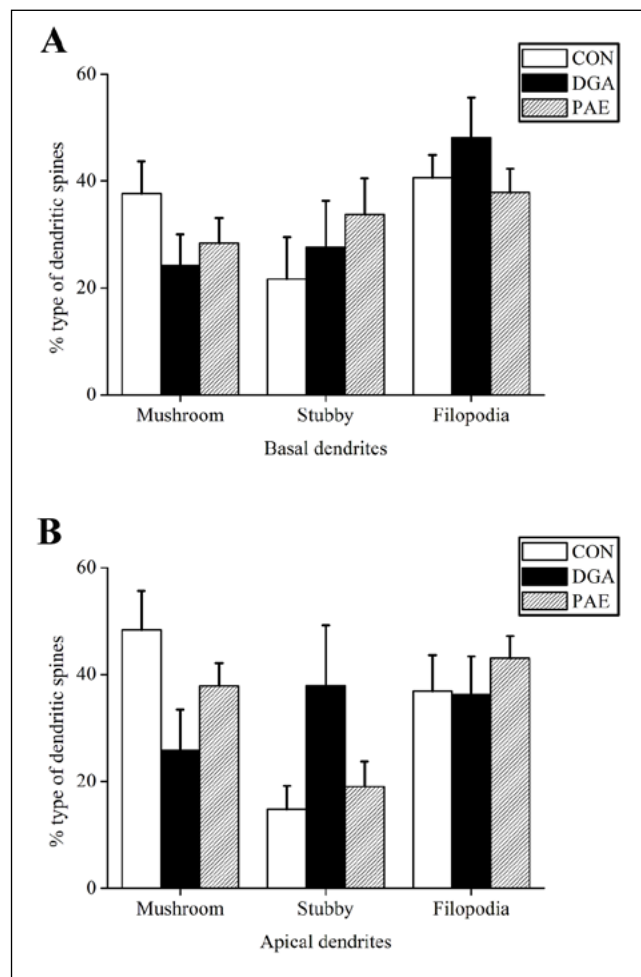 A
CON
DGA
PAE
% type of dendritic spines
60
40
20
0
Mushroom Stubby Filopodia
Basal dendrites
B
CON
DGA
PAE
% type of dendritic spines
60
40
20
0
Mushroom Stubby Filopodia
Apical dendrites